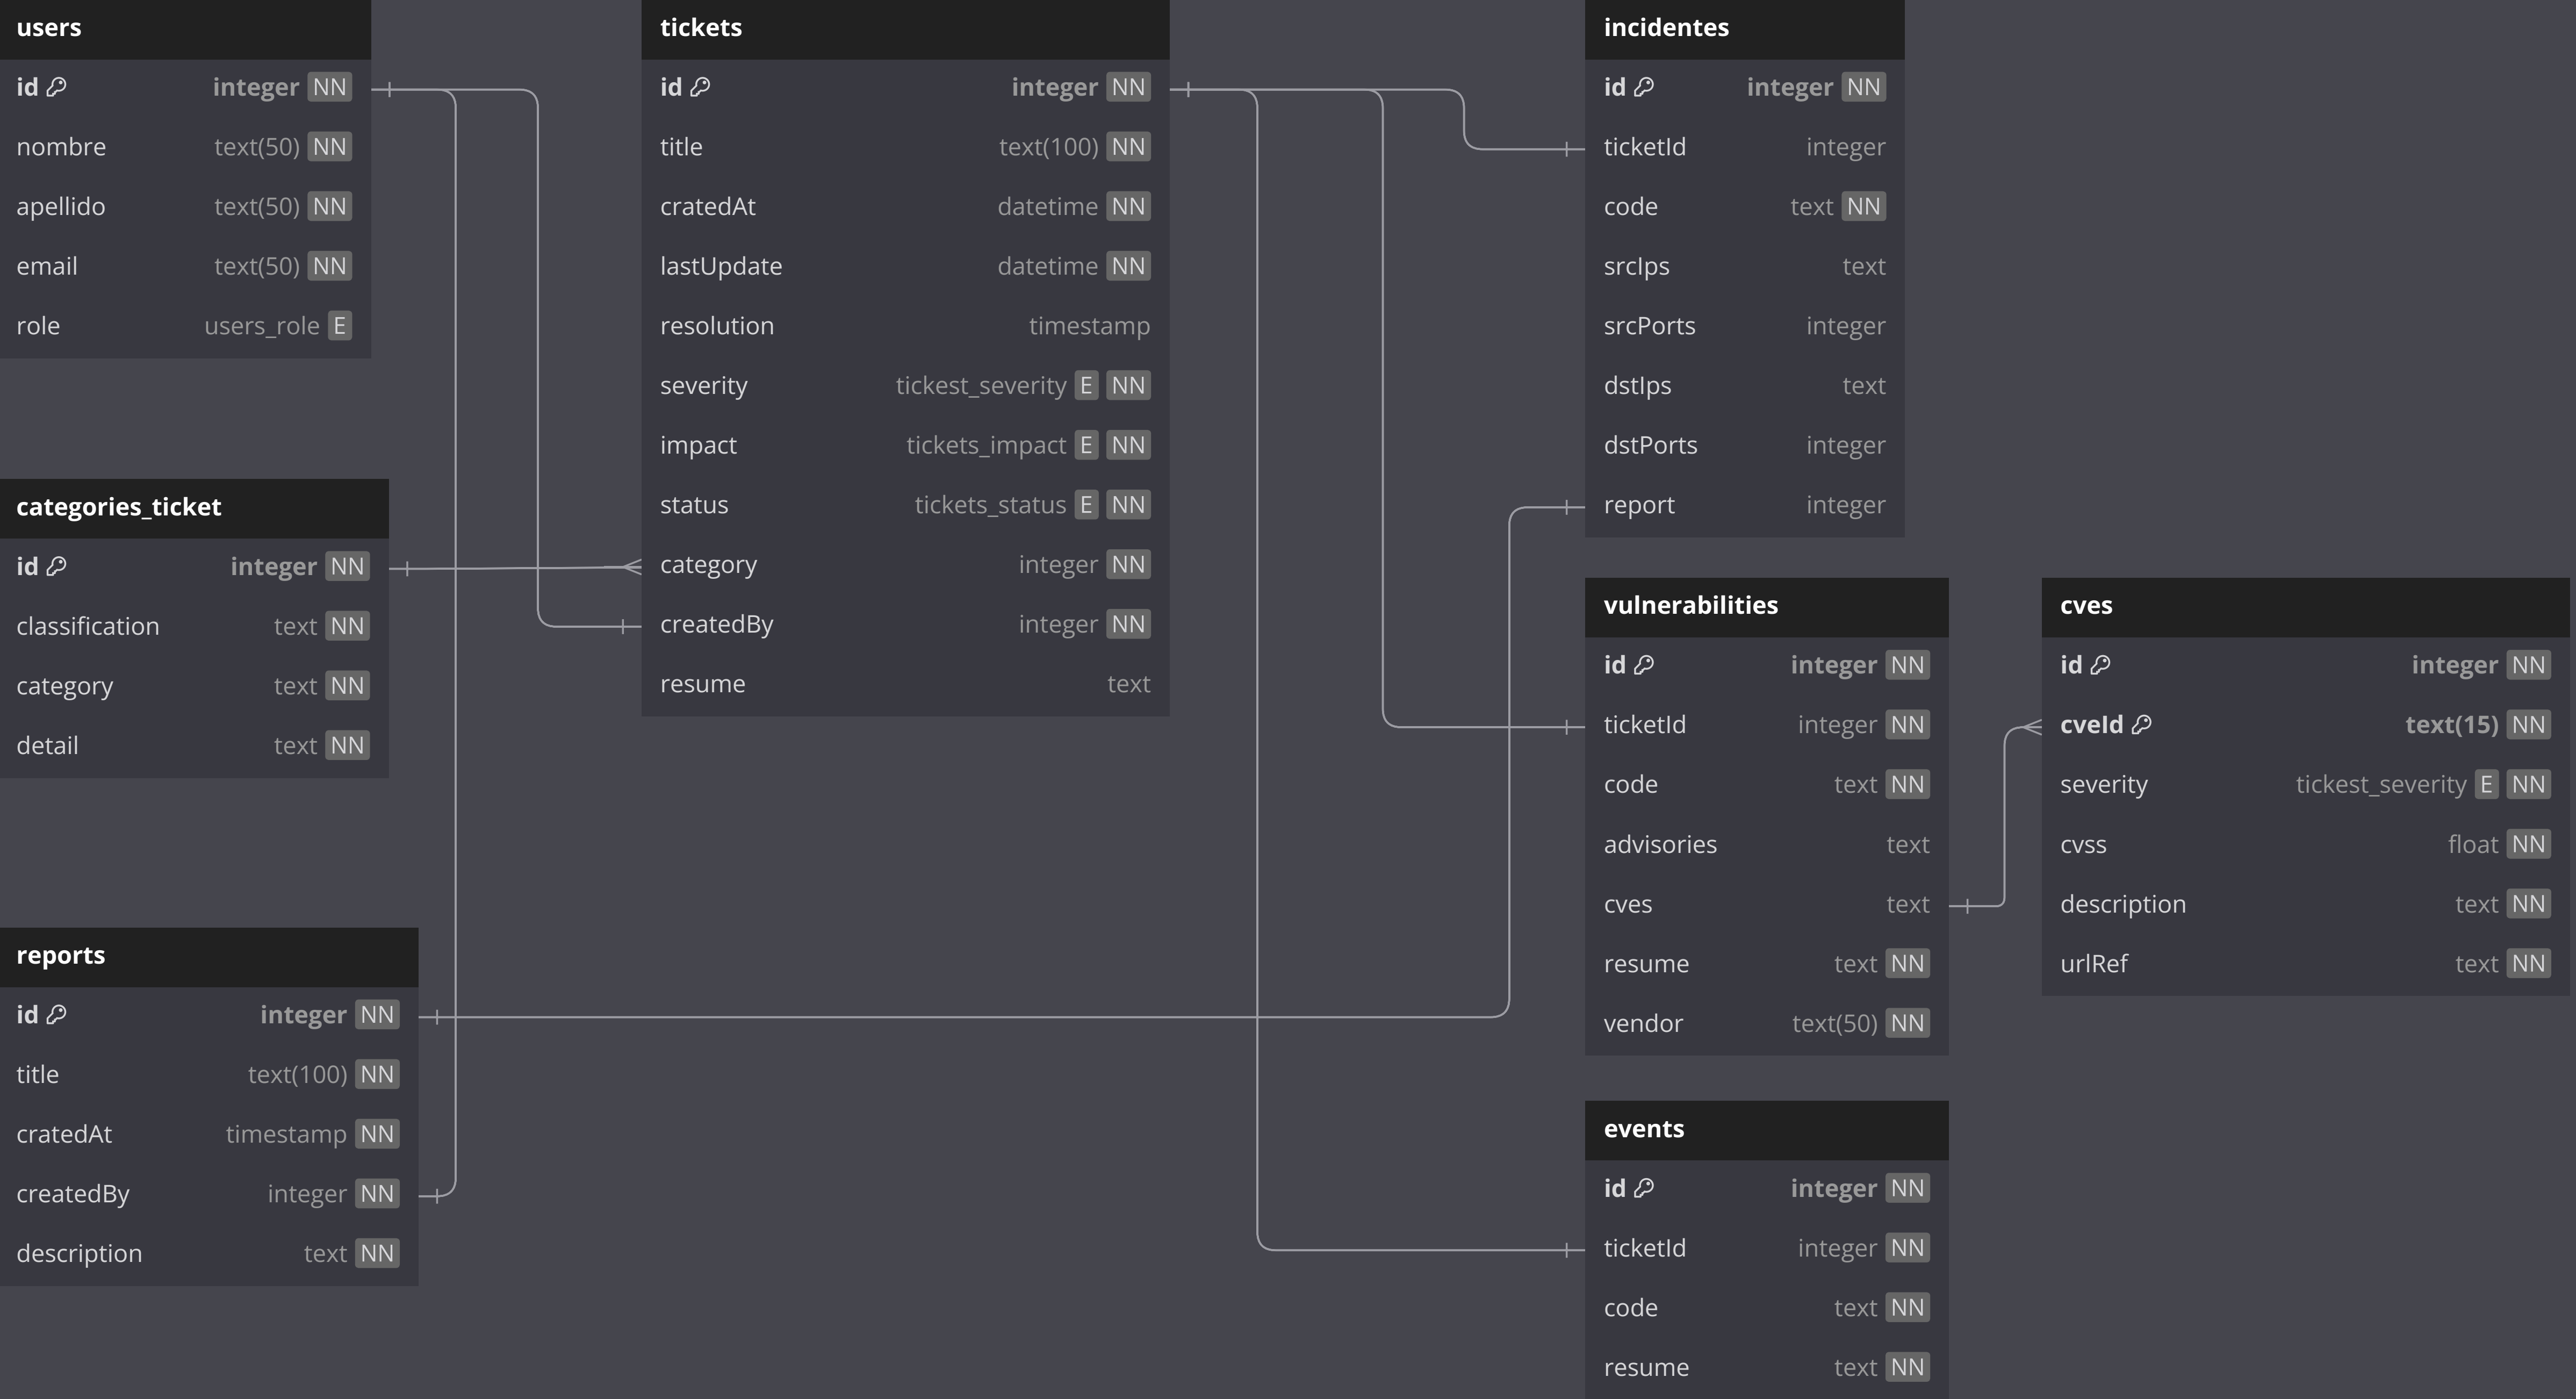 users
id integer NN
nombre text(50) NN
apellido text(50) NN
email text(50) NN
role users_role E
tickets
id integer NN
title text(100) NN
cratedAt datetime NN
lastUpdate datetime NN
resolution timestamp
severity tickest_severity E NN
impact tickets_impact E NN
status tickets_status E NN
category integer NN
createdBy integer NN
resume text
incidentes
id integer NN
ticketId integer
code text NN
srcIps text
srcPorts integer
dstIps text
dstPorts integer
report integer
categories_ticket
id integer NN
classification text NN
category text NN
detail text NN
vulnerabilities
id integer NN
ticketId integer NN
code text NN
advisories text
cves text
resume text NN
vendor text(50) NN
cves
id integer NN
cveId text(15) NN
severity tickest_severity E NN
cvss float NN
description text NN
urlRef text NN
reports
id integer NN
title text(100) NN
cratedAt timestamp NN
createdBy integer NN
description text NN
events
id integer NN
ticketId integer NN
code text NN
resume text NN